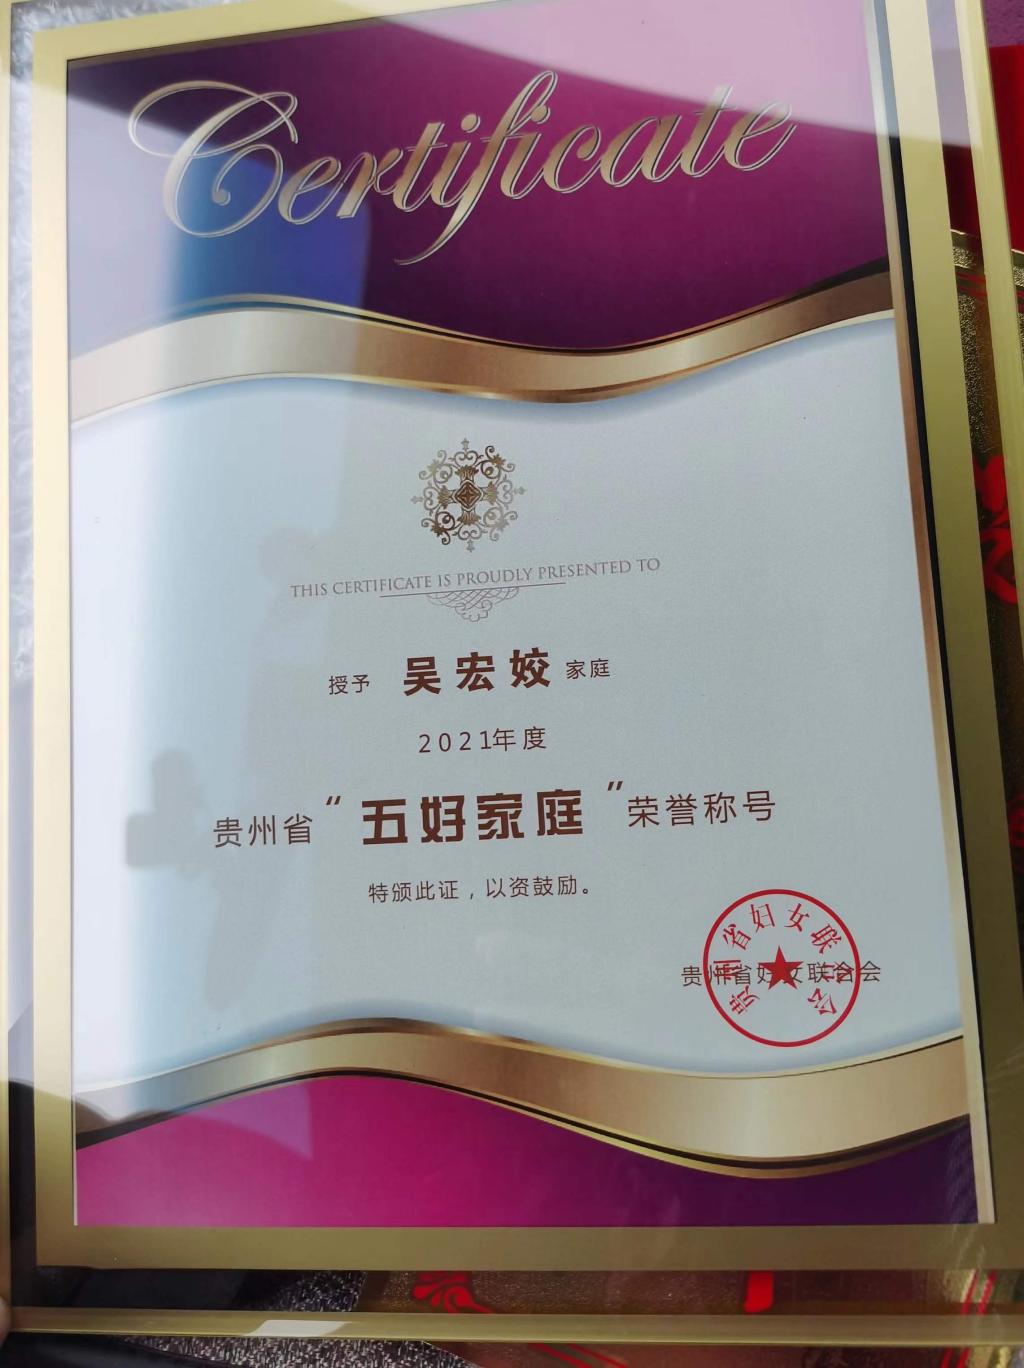 Certificate
THIS CERTIFICATE IS PROUDLY PRESENTED TO
授予 吴宏姣 家庭
2021年度
贵州省“五好家庭”荣誉称号
特颁此证，以资鼓励。
贵州省妇女联合会
贵州省妇女联合会